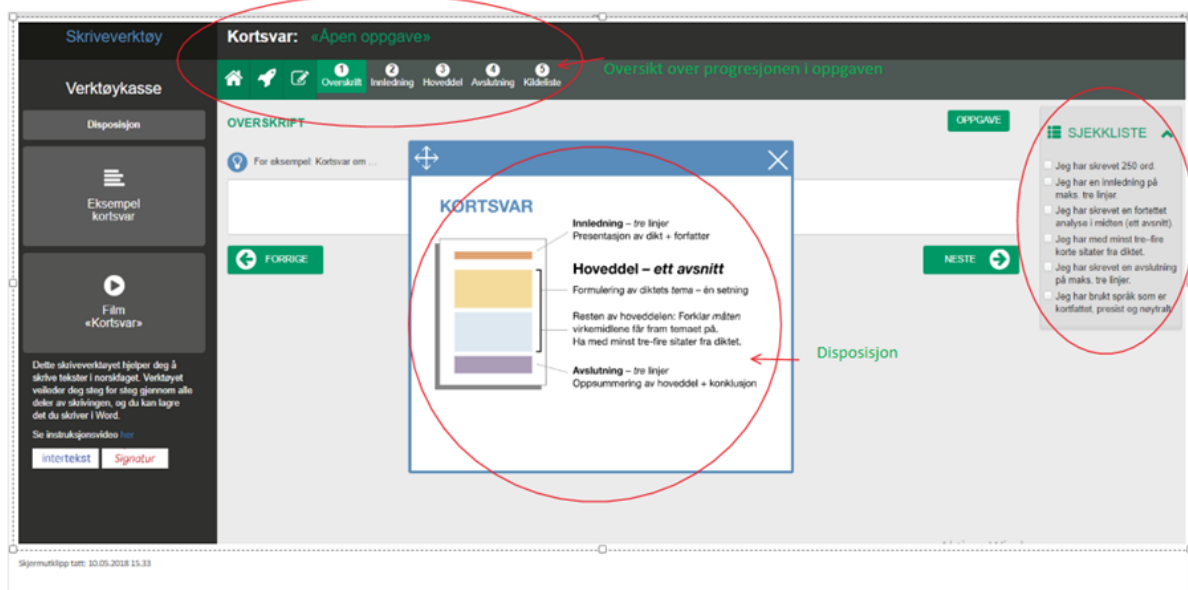 Skriveverktøy
Kortsvar: «Åpen oppgave»
Verktøykasse
1 2 3 4 5
Overskrift Innledning Hoveddel Avslutning Kildeliste
Oversikt over progresjonen i oppgaven
Disposisjon
Eksempel
kortsvar
Film
«Kortsvar»
Dette skriveverktøyet hjelper deg å
skrive tekster i norskfaget. Verktøyet
veileder deg steg for steg gjennom alle
deler av skrivingen, og du kan lagre
det du skriver i Word.
Se instruksjonsvideo her
intertekst Signatur
OVERSKRIFT
OPPGAVE
For eksempel: Kortsvar om ...
FORRIGE
NESTE
KORTSVAR
Innledning – tre linjer
Presentasjon av dikt + forfatter
Hoveddel – ett avsnitt
Formulering av diktets tema – én setning
Resten av hoveddelen: Forklar måten
virkemidlene får fram temaet på.
Ha med minst tre-fire sitater fra diktet.
Avslutning – tre linjer
Oppsummering av hoveddel + konklusjon
Disposisjon
SJEKKLISTE
Jeg har skrevet 250 ord.
Jeg har en innledning på
maks. tre linjer.
Jeg har skrevet en fortettet
analyse i midten (ett avsnitt).
Jeg har med minst tre–fire
korte sitater fra diktet.
Jeg har skrevet en avslutning
på maks. tre linjer.
Jeg har brukt språk som er
kortfattet, presist og nøytralt.
Skjermutklipp tatt: 10.05.2018 15.33